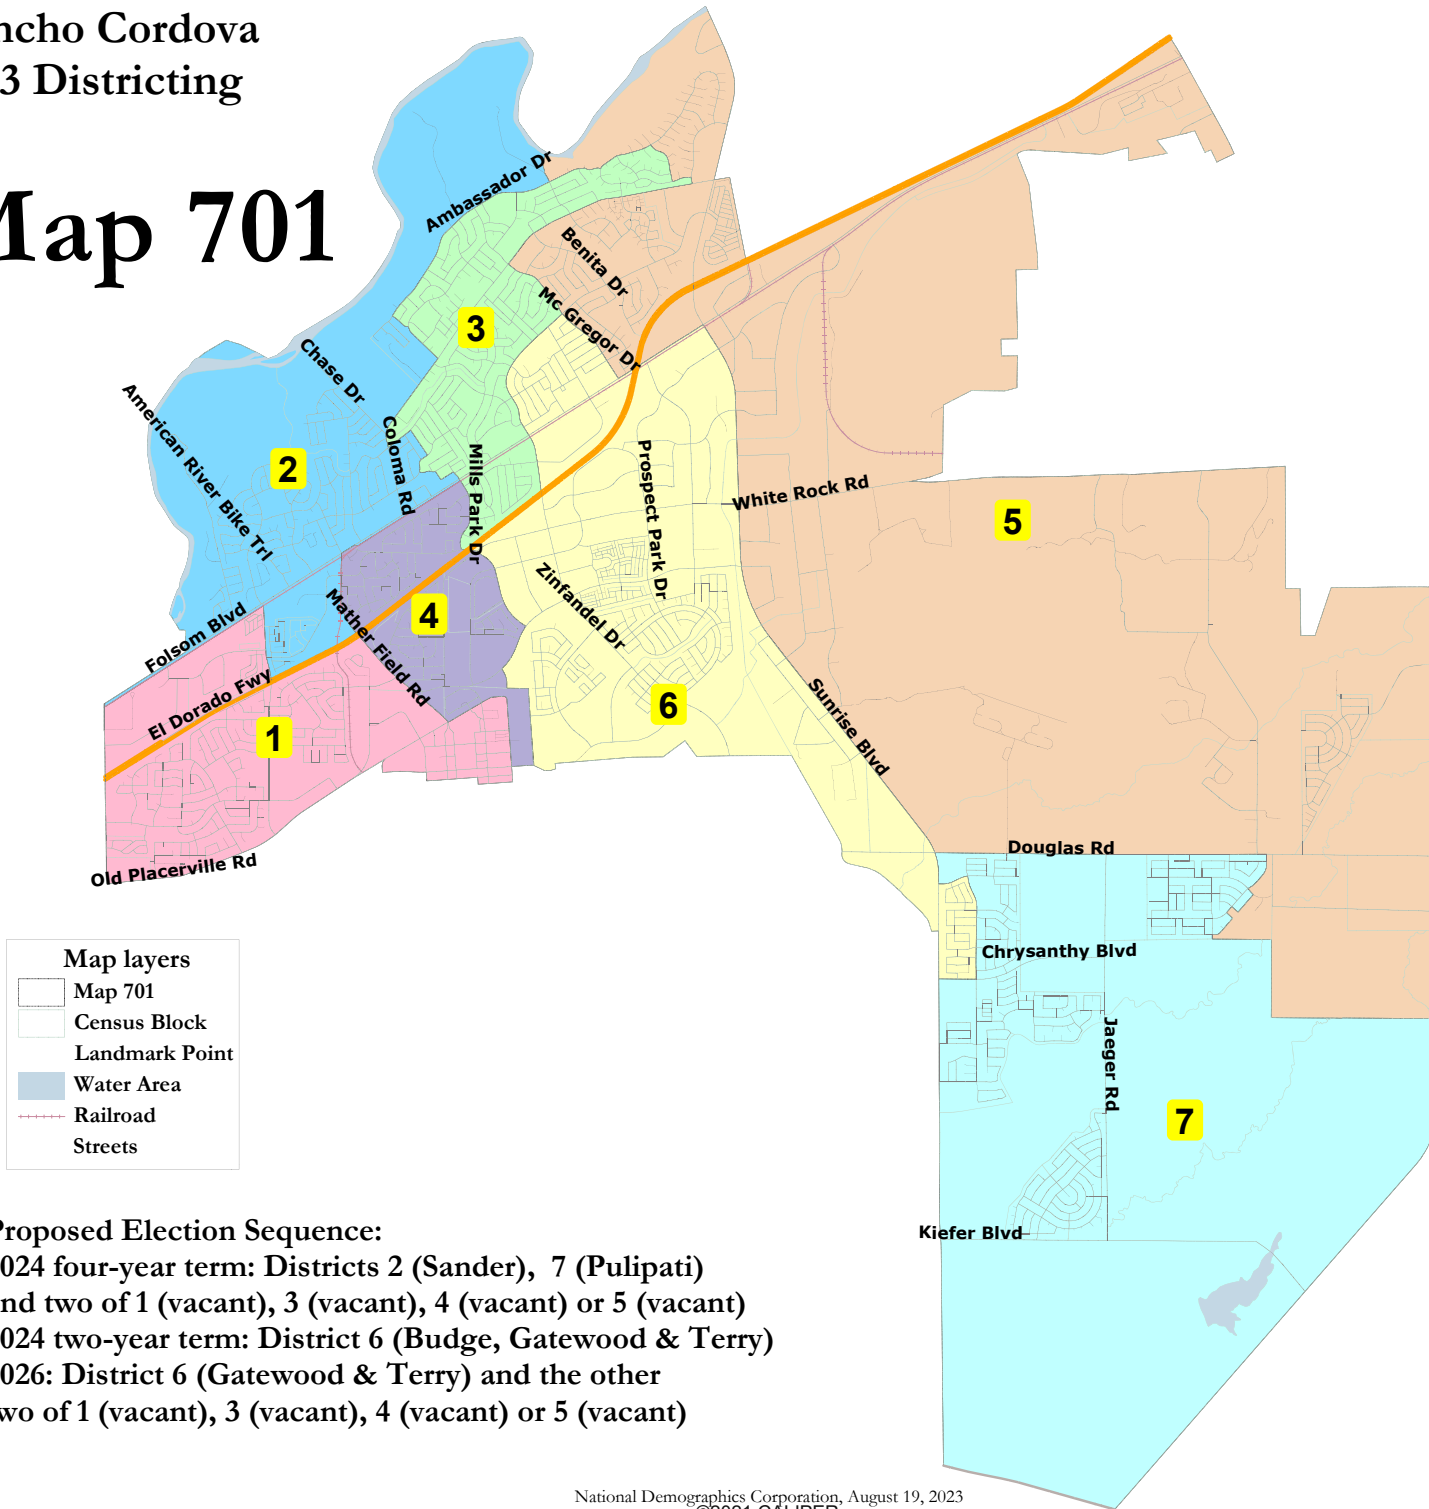 ncho Cordova
3 Districting
Map 701
Ambassador Dr
Benita Dr
Mc Gregor Dr
3
Chase Dr
American River Bike Trl
Coloma Rd
Mills Park Dr
Prospect Park Dr
2
White Rock Rd
5
Zinfandel Dr
Mather Field Rd
4
Folsom Blvd
El Dorado Fwy
6
Sunrise Blvd
1
Old Placerville Rd
Douglas Rd
Chrysanthy Blvd
Jaeger Rd
7
Kiefer Blvd
Map layers
Map 701
Census Block
Landmark Point
Water Area
Railroad
Streets
Proposed Election Sequence:
024 four-year term: Districts 2 (Sander), 7 (Pulipati)
nd two of 1 (vacant), 3 (vacant), 4 (vacant) or 5 (vacant)
024 two-year term: District 6 (Budge, Gatewood & Terry)
026: District 6 (Gatewood & Terry) and the other
wo of 1 (vacant), 3 (vacant), 4 (vacant) or 5 (vacant)
National Demographics Corporation, August 19, 2023
©2021 CALIPER